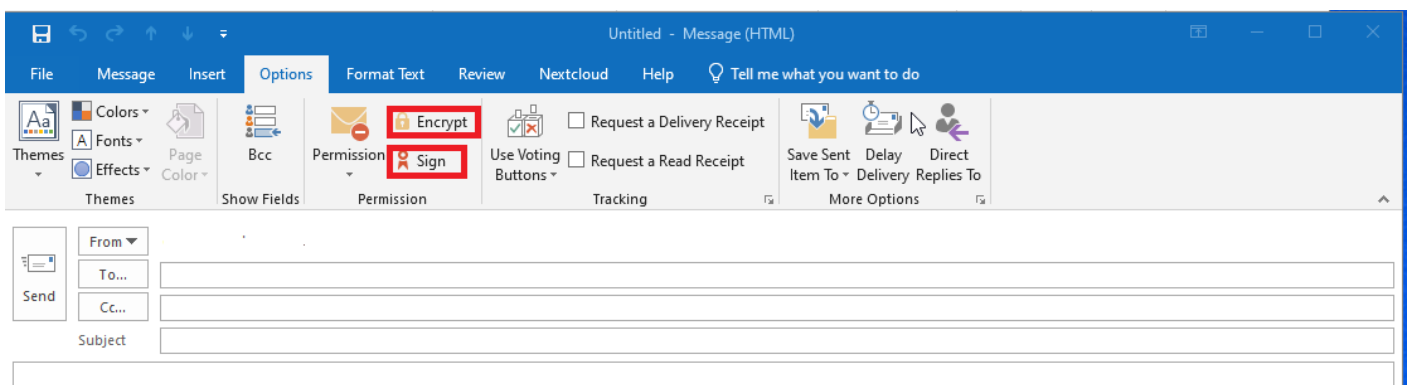 Untitled - Message (HTML)
File Message Insert Options Format Text Review Nextcloud Help Tell me what you want to do
Aa
Themes
Colors
A Fonts
Effects
Page
Color
Themes
Bcc
Show Fields
Permission
Encrypt
Sign
Permission
Use Voting
Buttons
Request a Delivery Receipt
Request a Read Receipt
Tracking
Save Sent
Item To
Delay
Delivery
Direct
Replies To
More Options
Send
From
To...
Cc...
Subject